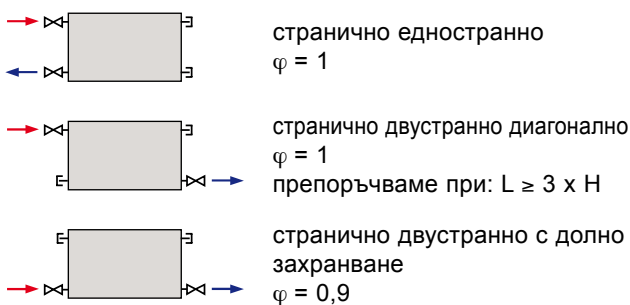 странично едностранно
φ = 1
странично двустранно диагонално
φ = 1
препоръчваме при: L ≥ 3 x H
странично двустранно с долно
захранване
φ = 0,9